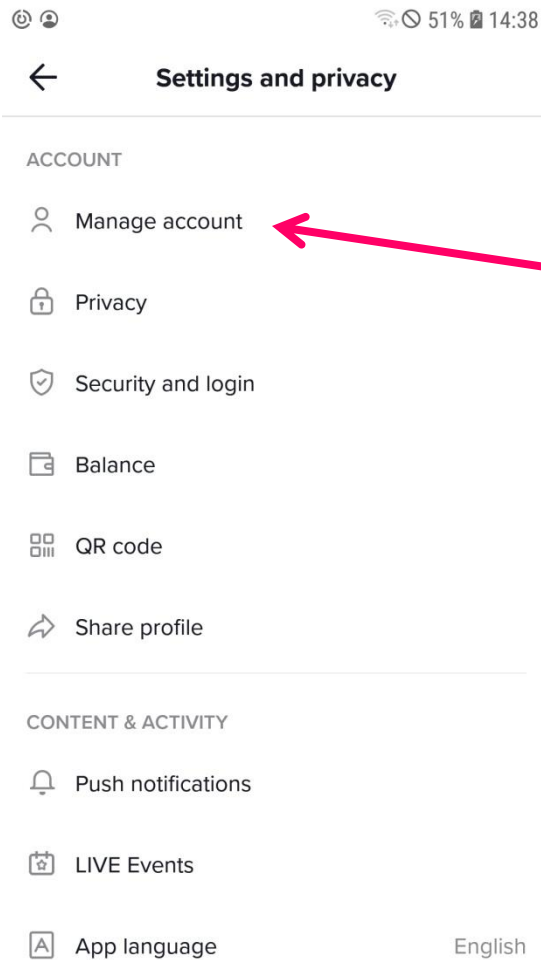 51% 14:38
Settings and privacy
ACCOUNT
Manage account
Privacy
Security and login
Balance
QR code
Share profile
CONTENT & ACTIVITY
Push notifications
LIVE Events
A App language English